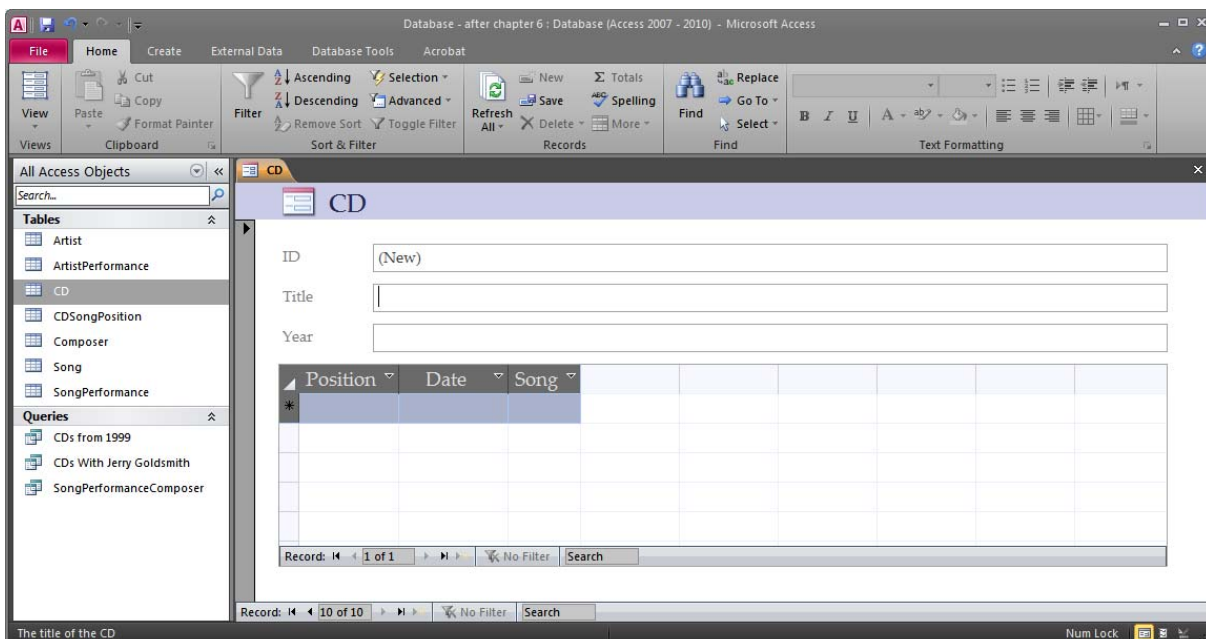 Database - after chapter 6 : Database (Access 2007 - 2010) - Microsoft Access
File Home Create External Data Database Tools Acrobat
View
Views
Paste
Cut
Copy
Format Painter
Clipboard
Filter
Ascending
Descending
Remove Sort
Selection
Advanced
Toggle Filter
Sort & Filter
Refresh
All
New
Save
Delete
Totals
Spelling
More
Records
Find
Replace
Go To
Select
Find
B I U A
Text Formatting
All Access Objects
Search...
Tables
Artist
ArtistPerformance
CD
CDSongPosition
Composer
Song
SongPerformance
Queries
CDs from 1999
CDs With Jerry Goldsmith
SongPerformanceComposer
CD
CD
ID (New)
Title
Year
Position Date Song
Record: 1 of 1 No Filter Search
Record: 10 of 10 No Filter Search
The title of the CD Num Lock